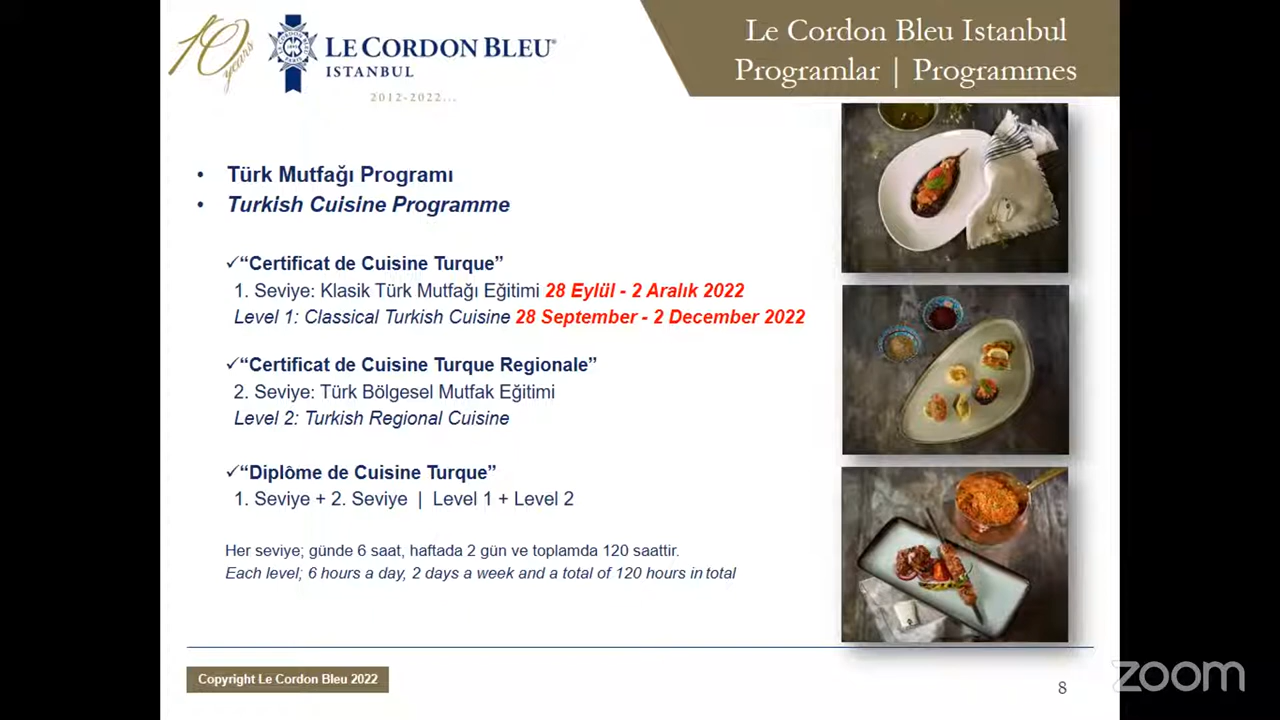 10 years
LE CORDON BLEU®
ISTANBUL
2012-2022...
Le Cordon Bleu Istanbul
Programlar | Programmes
• Türk Mutfağı Programı
• Turkish Cuisine Programme
✓“Certificat de Cuisine Turque”
1. Seviye: Klasik Türk Mutfağı Eğitimi 28 Eylül - 2 Aralık 2022
Level 1: Classical Turkish Cuisine 28 September - 2 December 2022
✓“Certificat de Cuisine Turque Regionale”
2. Seviye: Türk Bölgesel Mutfak Eğitimi
Level 2: Turkish Regional Cuisine
✓“Diplôme de Cuisine Turque”
1. Seviye + 2. Seviye | Level 1 + Level 2
Her seviye; günde 6 saat, haftada 2 gün ve toplamda 120 saattir.
Each level; 6 hours a day, 2 days a week and a total of 120 hours in total
Copyright Le Cordon Bleu 2022
8
zoom